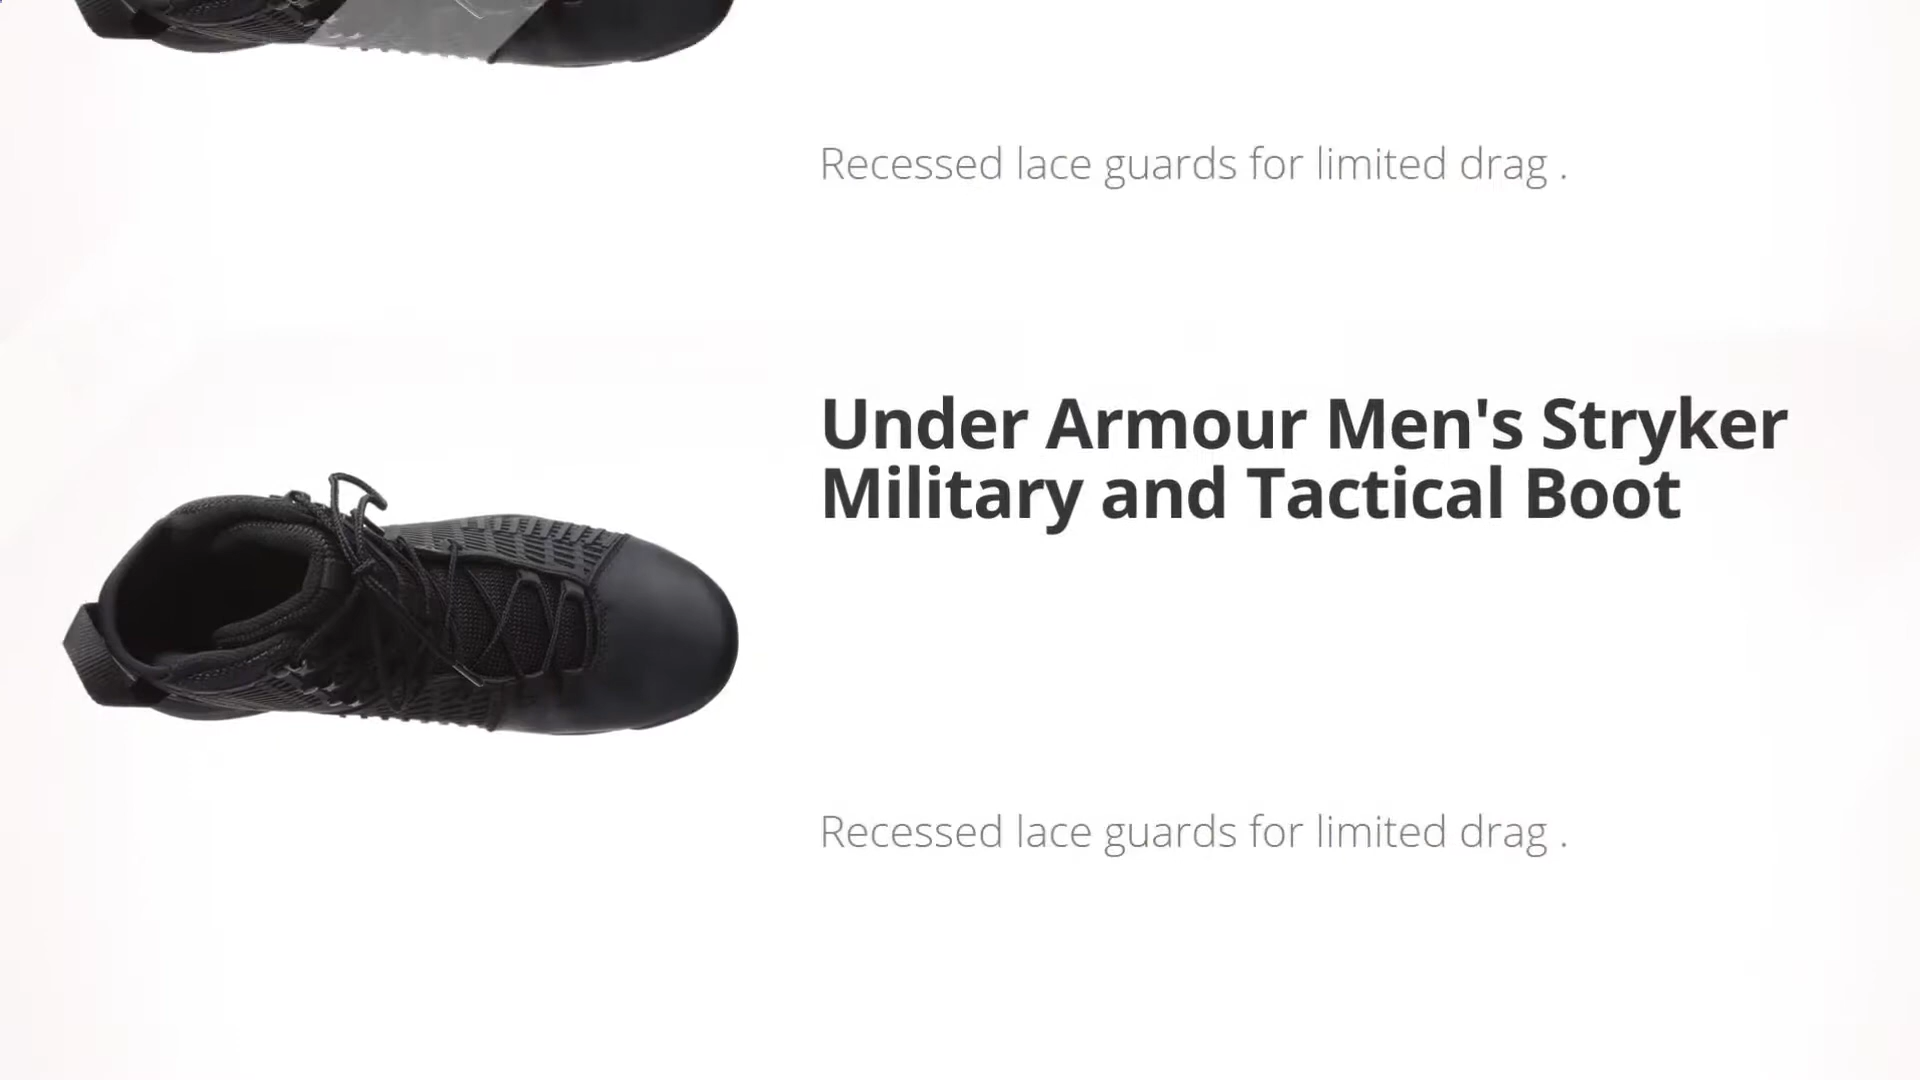 Recessed lace guards for limited drag .
Under Armour Men's Stryker
Military and Tactical Boot
Recessed lace guards for limited drag .